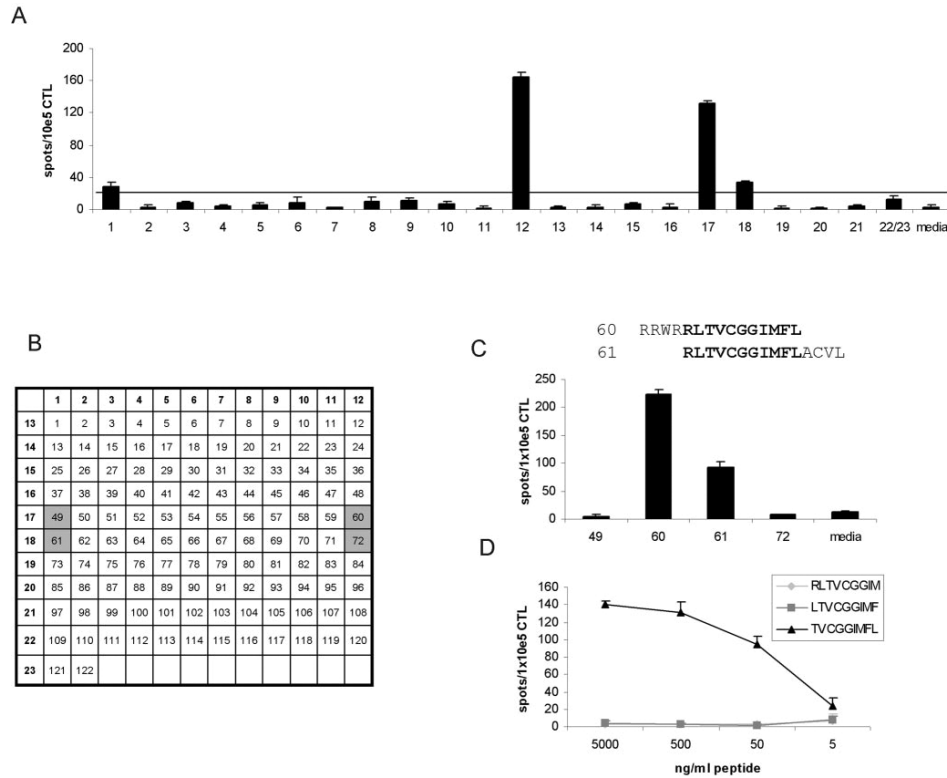 A
spots/10e5 CTL
200
160
120
80
40
0
1 2 3 4 5 6 7 8 9 10 11 12 13 14 15 16 17 18 19 20 21 22/23 media
B
1 2 3 4 5 6 7 8 9 10 11 12
13 1 2 3 4 5 6 7 8 9 10 11 12
14 13 14 15 16 17 18 19 20 21 22 23 24
15 25 26 27 28 29 30 31 32 33 34 35 36
16 37 38 39 40 41 42 43 44 45 46 47 48
17 49 50 51 52 53 54 55 56 57 58 59 60
18 61 62 63 64 65 66 67 68 69 70 71 72
19 73 74 75 76 77 78 79 80 81 82 83 84
20 85 86 87 88 89 90 91 92 93 94 95 96
21 97 98 99 100 101 102 103 104 105 106 107 108
22 109 110 111 112 113 114 115 116 117 118 119 120
23 121 122
C
60 RRWRRLTVCGGIMFL
61 RLTVCGGIMFLACVL
spots/1x10e5 CTL
250
200
150
100
50
0
49 60 61 72 media
D
spots/1x10e5 CTL
160
140
120
100
80
60
40
20
0
5000 500 50 5
ng/ml peptide
RLTVCGGIM
LTVCGGIMF
TVCGGIMFL